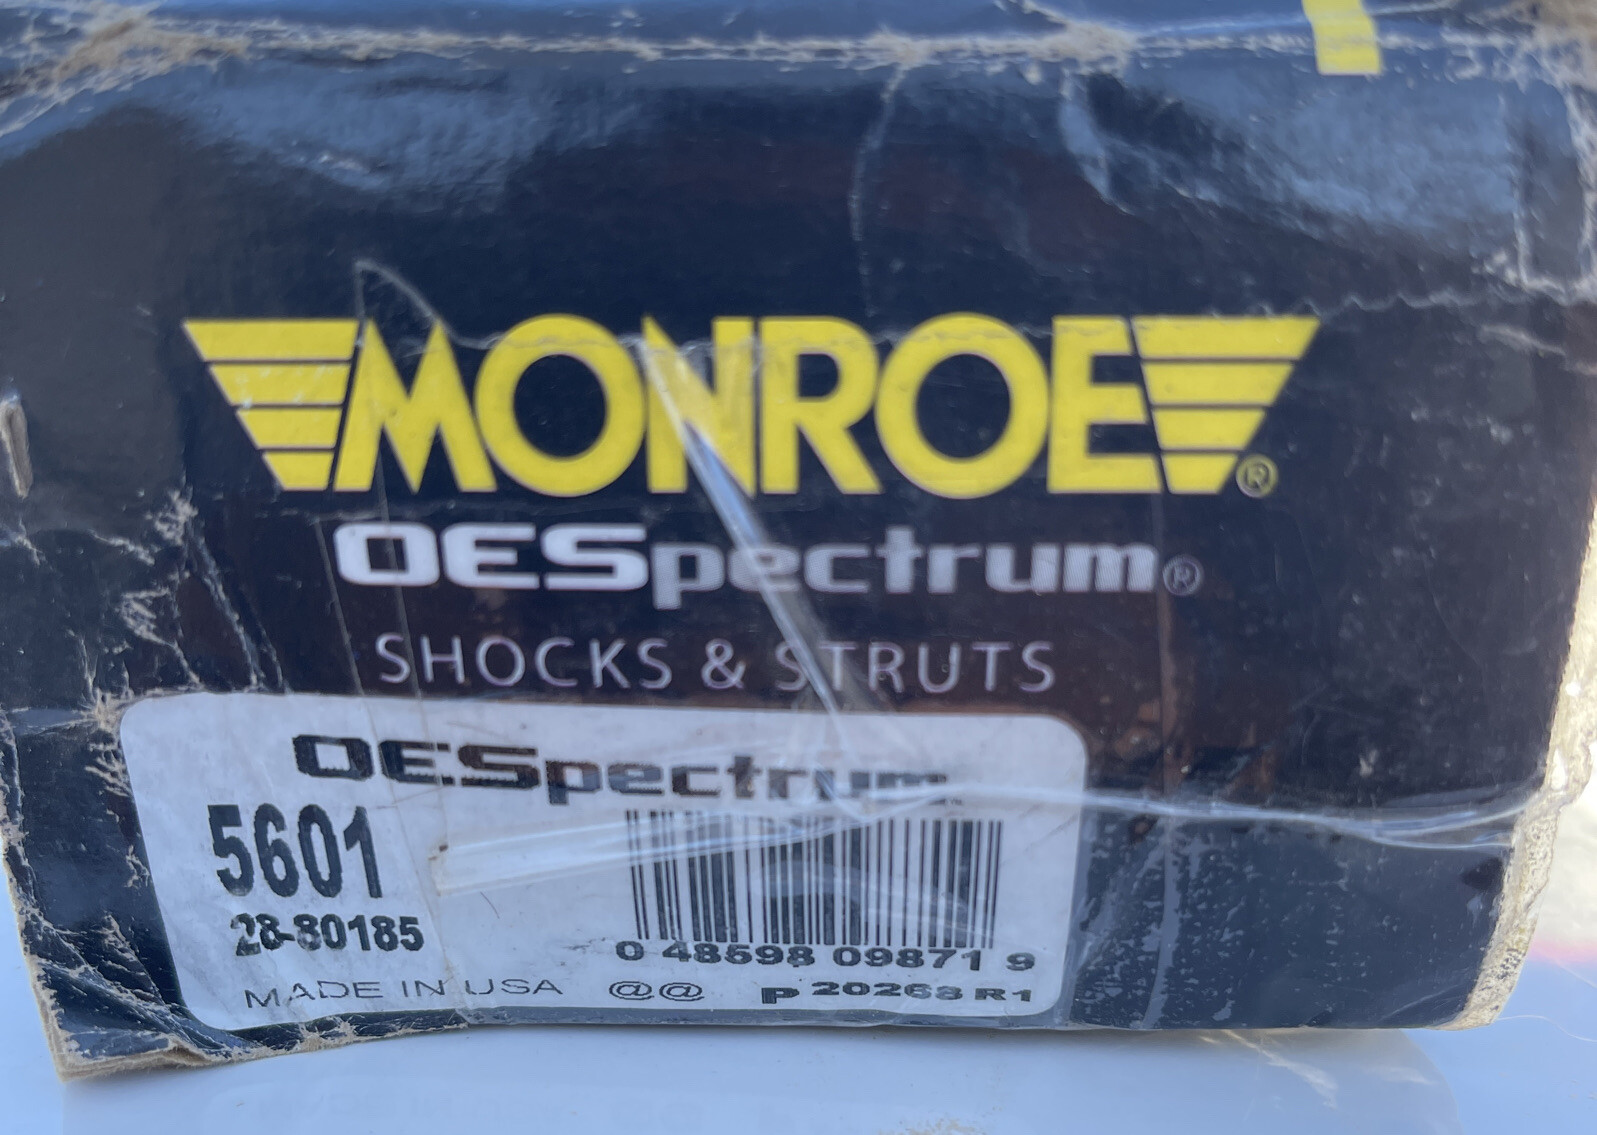 MONROE®
OESpectrum®
SHOCKS & STRUTS
OESpectrum
5601
28-80185
0 48598 09871 9
MADE IN USA @@ P 20268 R1